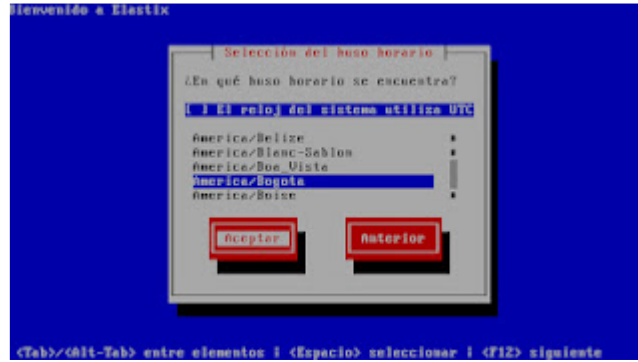 Bienvenido a Elastix
Selección del huso horario
¿En qué huso horario se encuentra?
[ ] El reloj del sistema utiliza UTC
America/Belize
America/Blanc-Sablon
America/Boa_Vista
America/Bogota
America/Boise
Aceptar Anterior
<Tab>/<Alt-Tab> entre elementos | <Espacio> seleccionar | <F12> siguiente